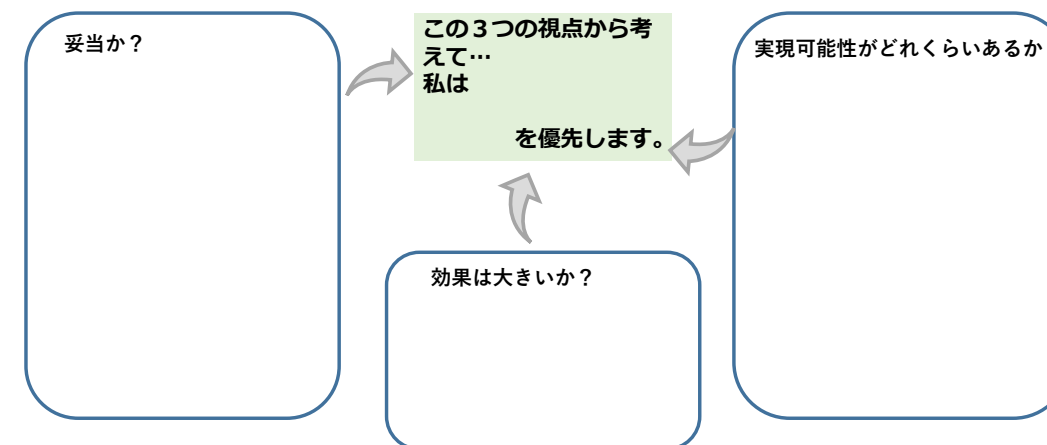 妥当か？
この３つの視点から考
えて…
私は
を優先します。
実現可能性がどれくらいあるか
効果は大きいか？